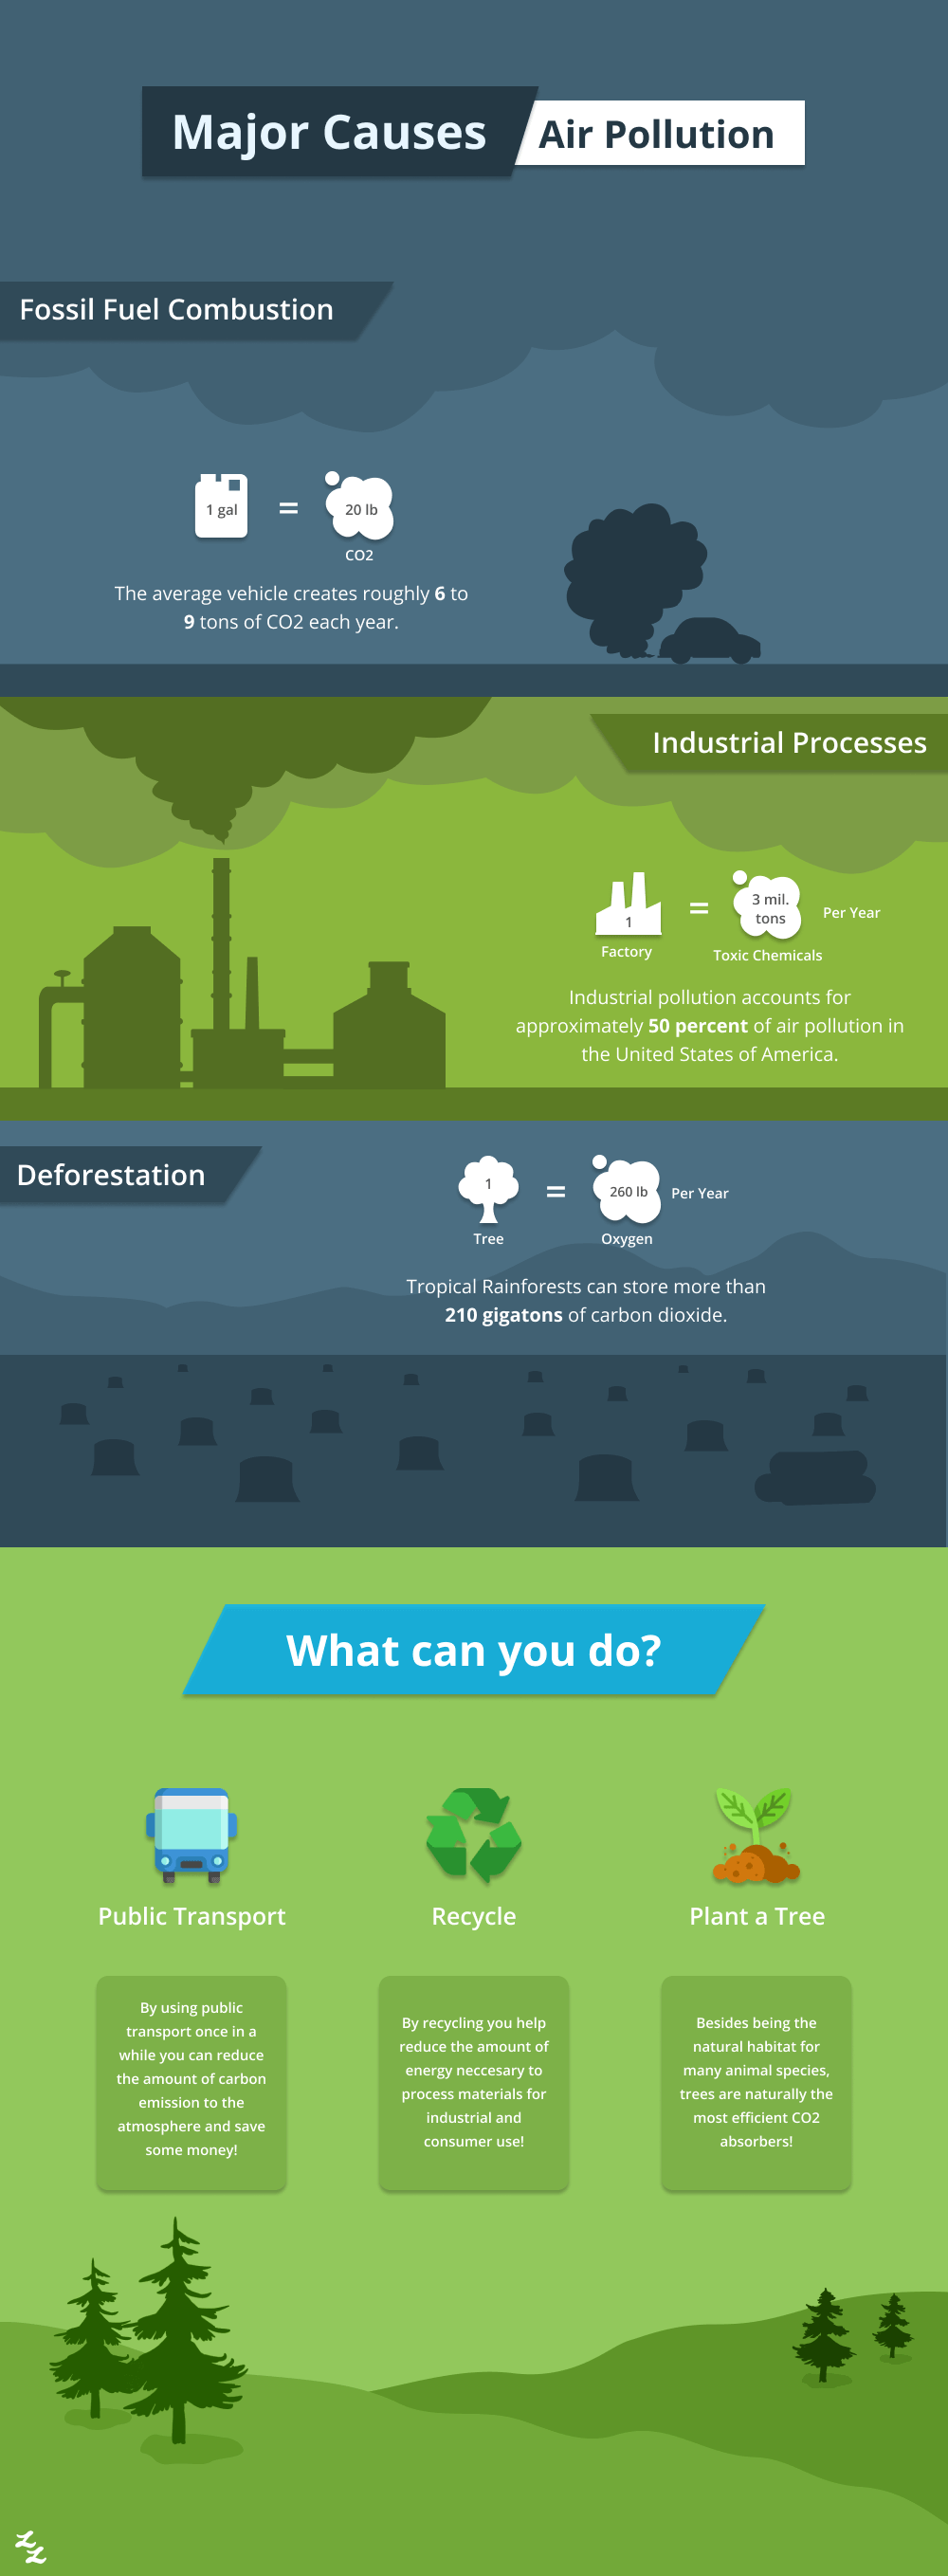 Major Causes
Air Pollution
Fossil Fuel Combustion
1 gal
=
20 lb
CO2
The average vehicle creates roughly 6 to
9 tons of CO2 each year.
Industrial Processes
1
Factory
=
3 mil.
tons
Toxic Chemicals
Per Year
Industrial pollution accounts for
approximately 50 percent of air pollution in
the United States of America.
Deforestation
1
Tree
=
260 lb
Oxygen
Per Year
Tropical Rainforests can store more than
210 gigatons of carbon dioxide.
What can you do?
Public Transport
By using public
transport once in a
while you can reduce
the amount of carbon
emission to the
atmosphere and save
some money!
Recycle
By recycling you help
reduce the amount of
energy neccesary to
process materials for
industrial and
consumer use!
Plant a Tree
Besides being the
natural habitat for
many animal species,
trees are naturally the
most efficient CO2
absorbers!